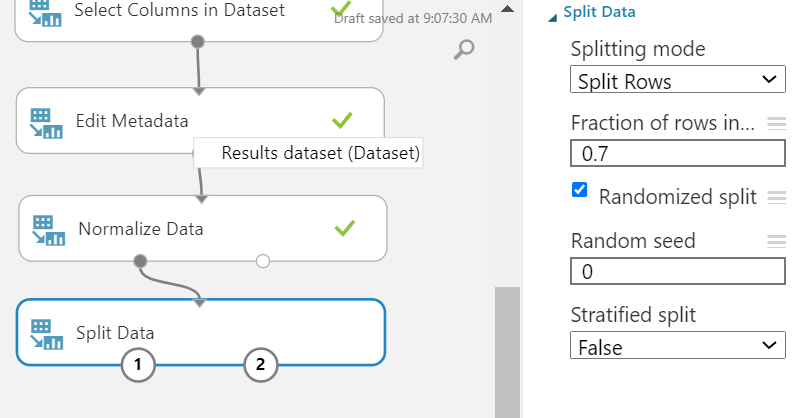 Select Columns in Dataset
Draft saved at 9:07:30 AM
Edit Metadata
Results dataset (Dataset)
Normalize Data
Split Data
1
2
Split Data
Splitting mode
Split Rows
Fraction of rows in...
0.7
Randomized split
Random seed
0
Stratified split
False